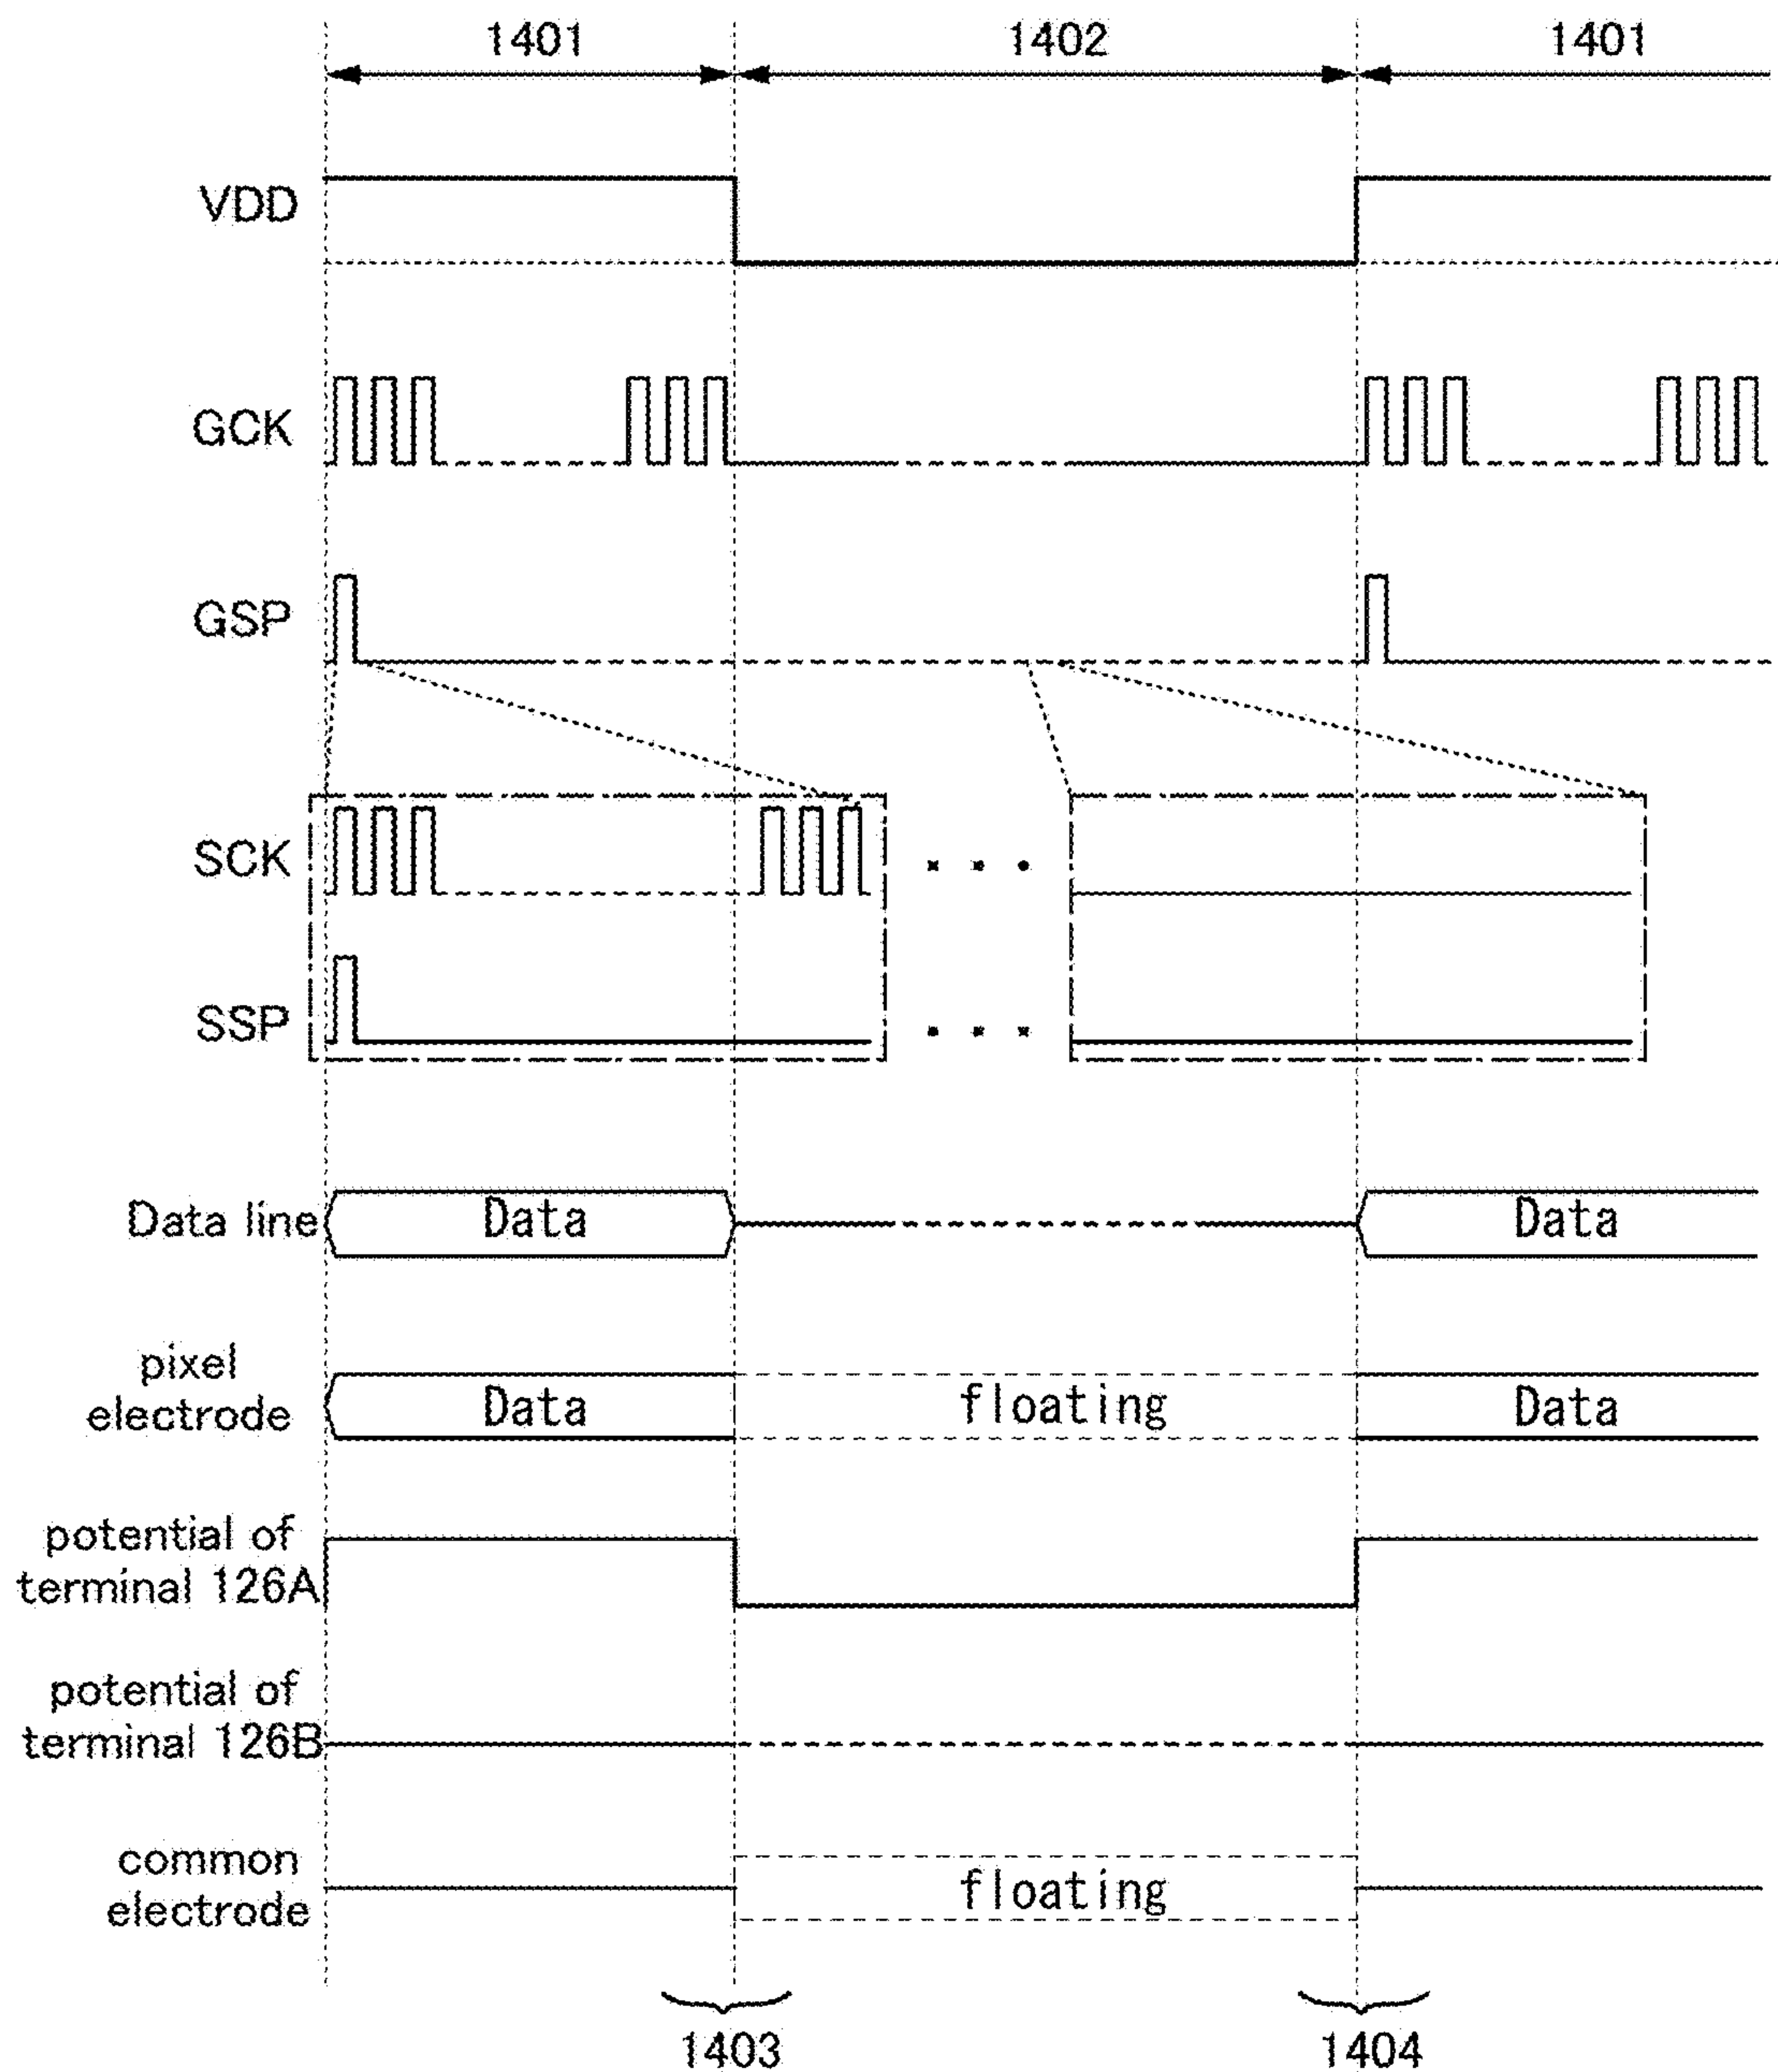 1401 1402 1401
VDD
GCK
GSP
SCK
SSP
Data line Data Data
pixel
electrode Data floating Data
potential of
terminal 126A
potential of
terminal 126B
common
electrode floating
1403 1404